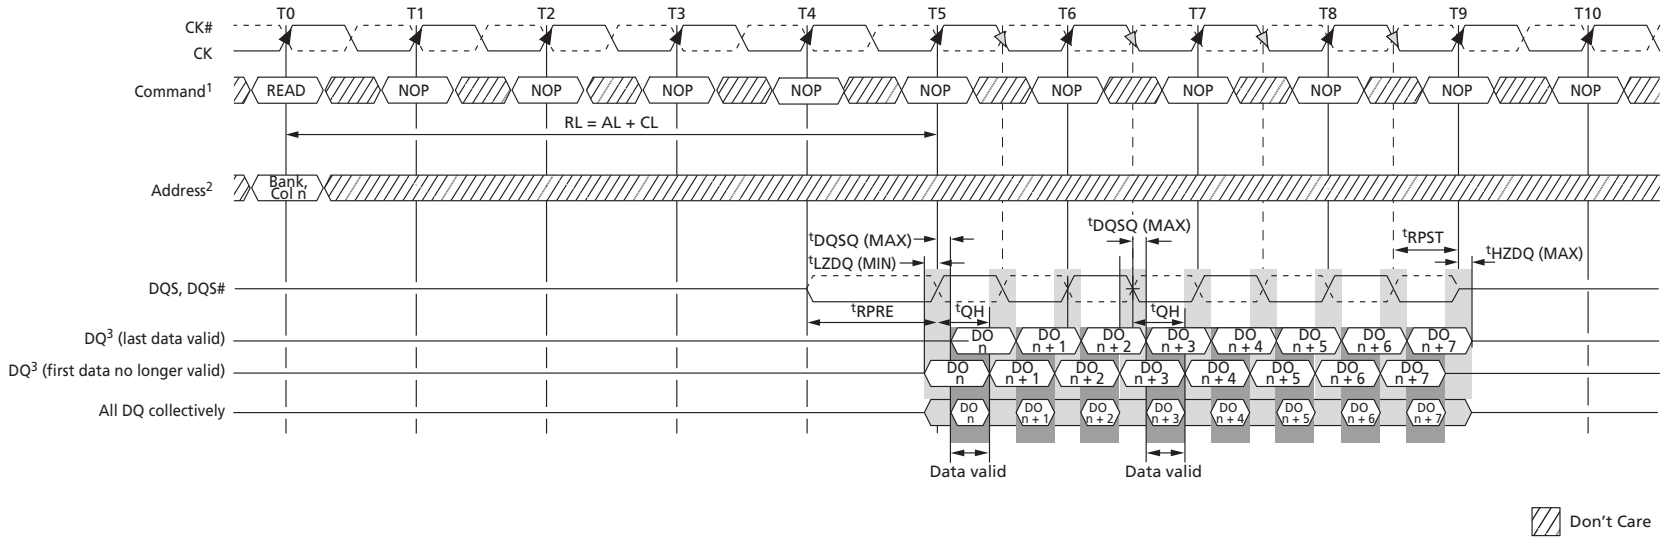 T0 T1 T2 T3 T4 T5 T6 T7 T8 T9 T10
CK#
CK
Command1 READ NOP NOP NOP NOP NOP NOP NOP NOP NOP NOP
RL = AL + CL
Address2 Bank,
Col n
tDQSQ (MAX) tDQSQ (MAX) tRPST
tLZDQ (MIN) tHZDQ (MAX)
DQS, DQS#
tRPRE tQH tQH
DQ3 (last data valid) DO DO DO DO DO DO DO DO
n n + 1 n + 2 n + 3 n + 4 n + 5 n + 6 n + 7
DQ3 (first data no longer valid) DO DO DO DO DO DO DO DO
n n + 1 n + 2 n + 3 n + 4 n + 5 n + 6 n + 7
All DQ collectively DO DO DO DO DO DO DO DO
n n + 1 n + 2 n + 3 n + 4 n + 5 n + 6 n + 7
Data valid Data valid
Don't Care